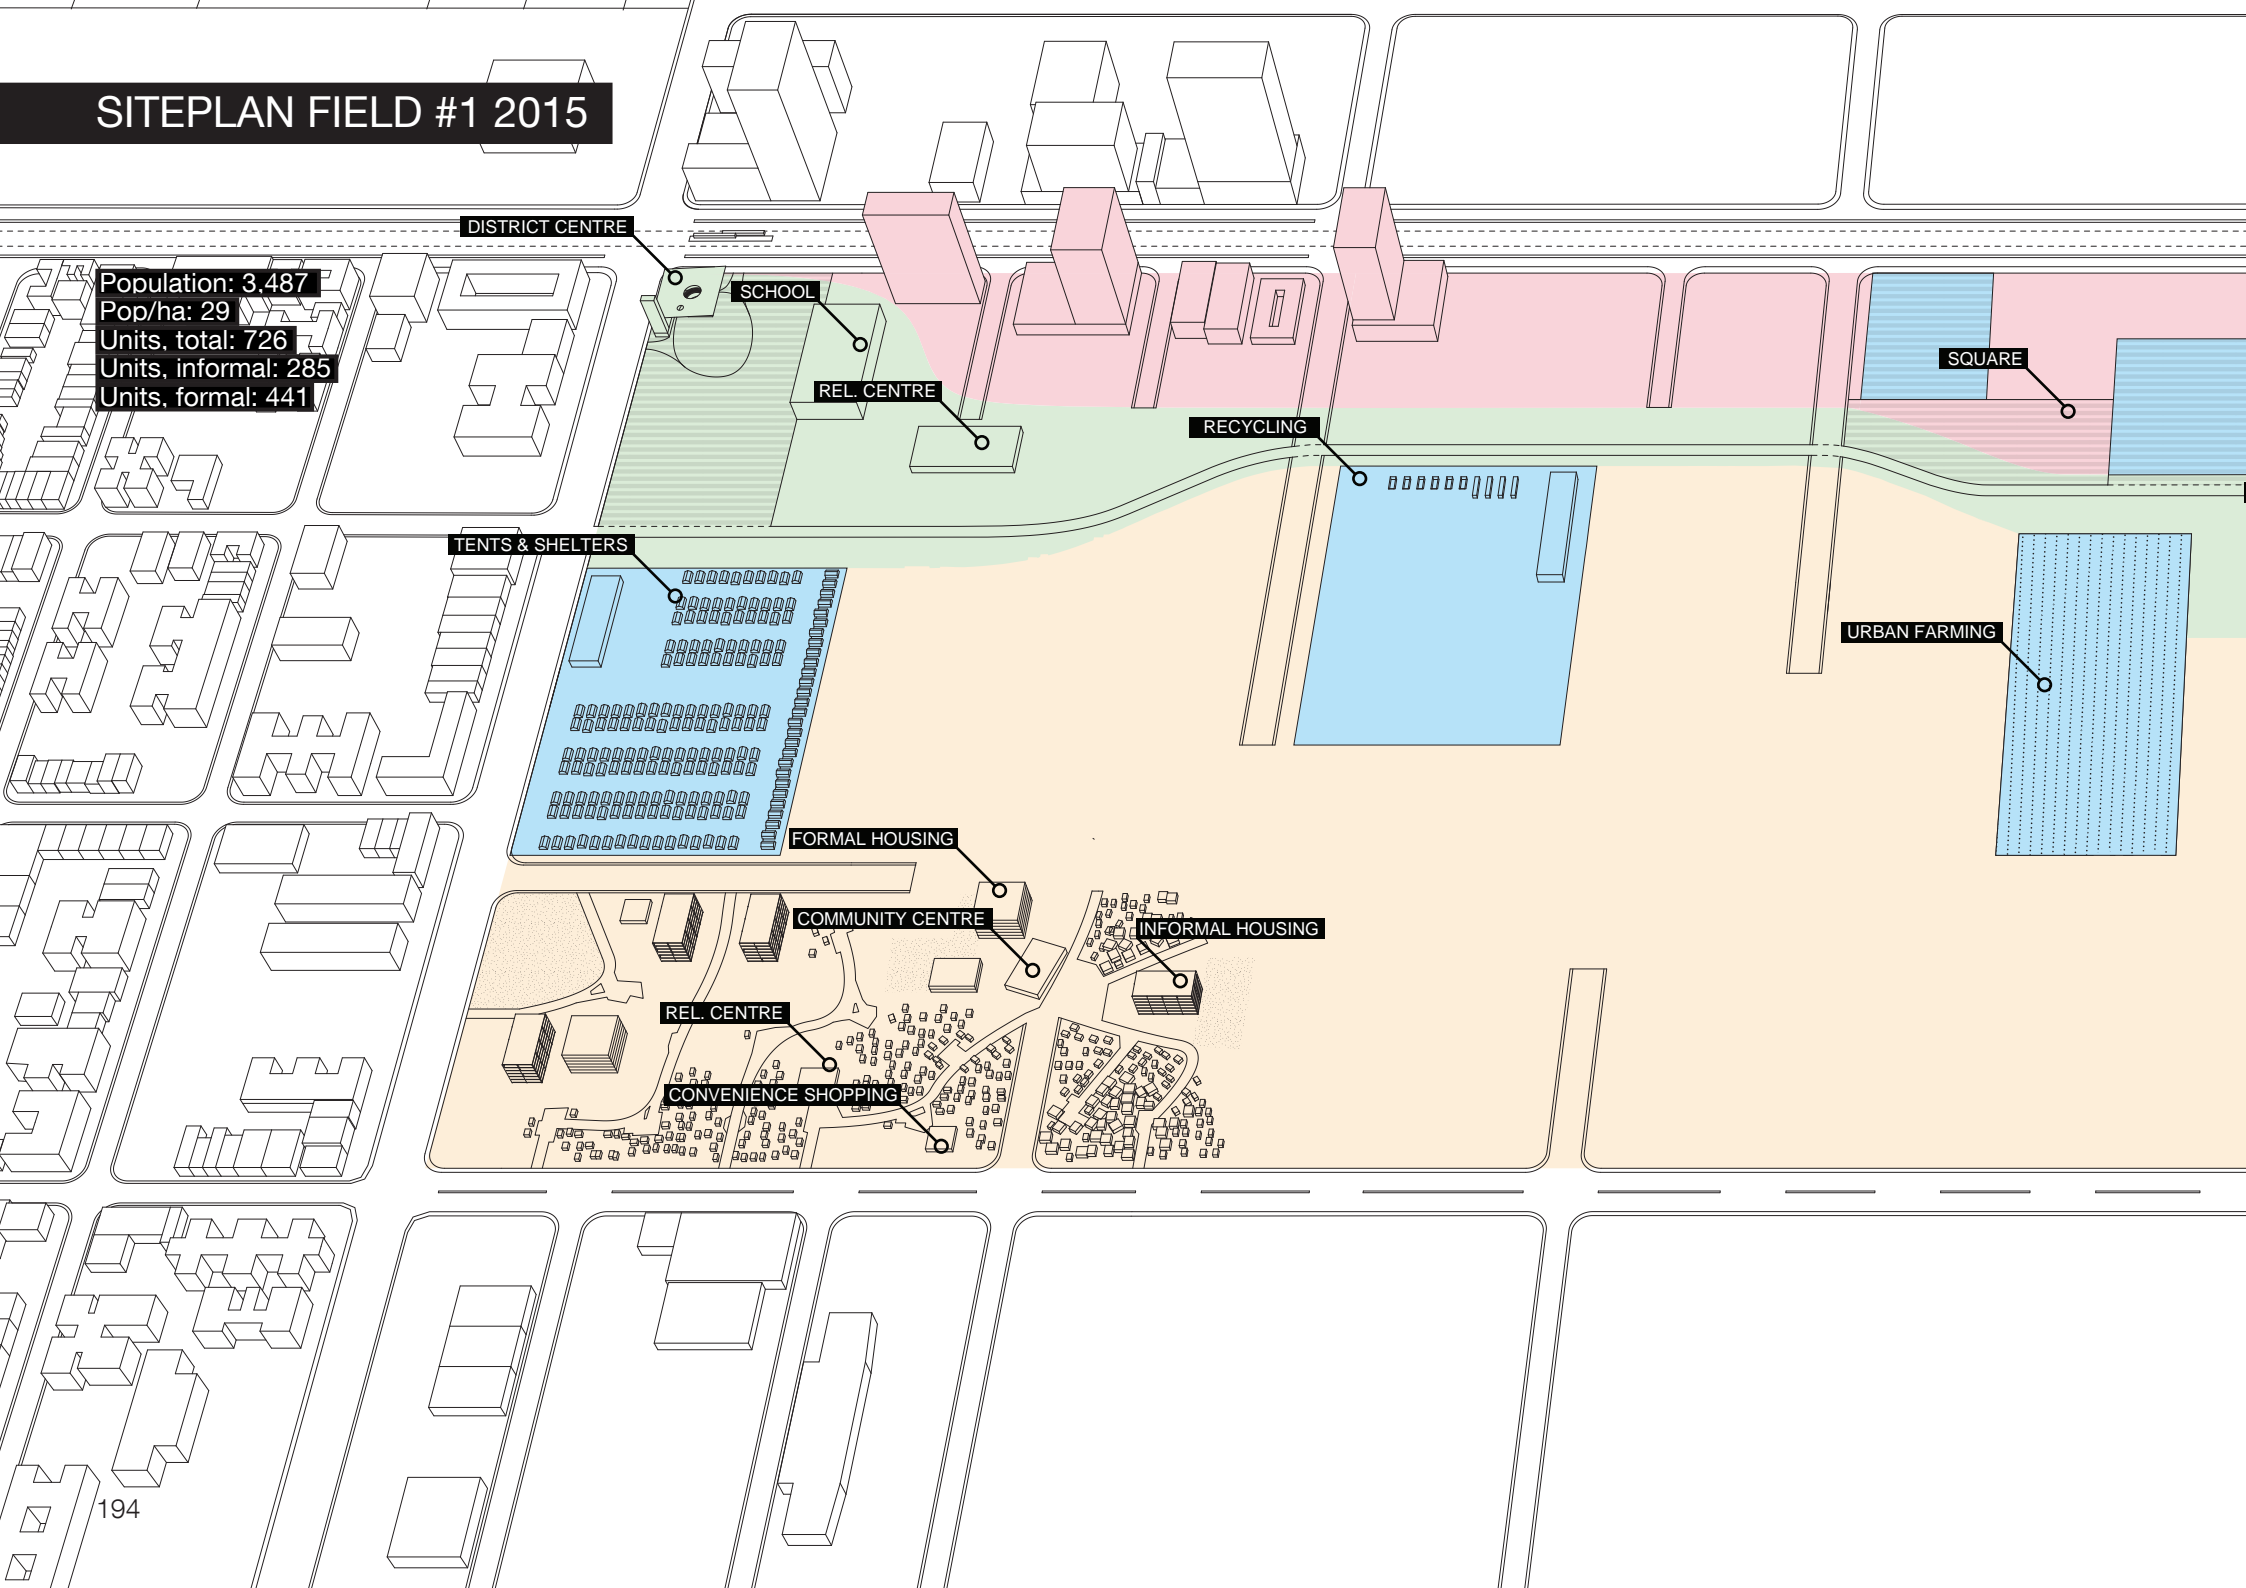 SITEPLAN FIELD #1 2015
DISTRICT CENTRE
Population: 3,487
Pop/ha: 29
Units, total: 726
Units, informal: 285
Units, formal: 441
SCHOOL
REL. CENTRE
SQUARE
RECYCLING
TENTS & SHELTERS
URBAN FARMING
FORMAL HOUSING
COMMUNITY CENTRE
INFORMAL HOUSING
REL. CENTRE
CONVENIENCE SHOPPING
194